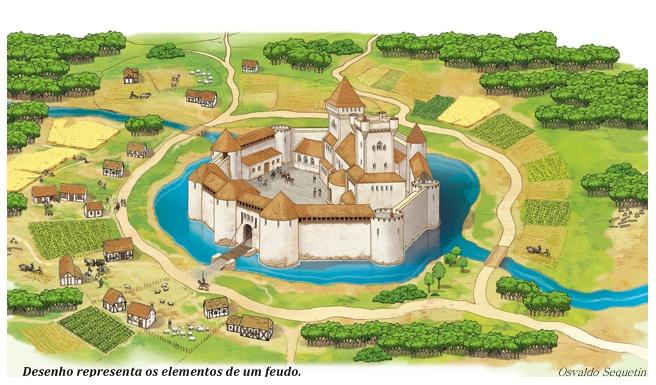 Desenho representa os elementos de um feudo.
Osvaldo Sequetin